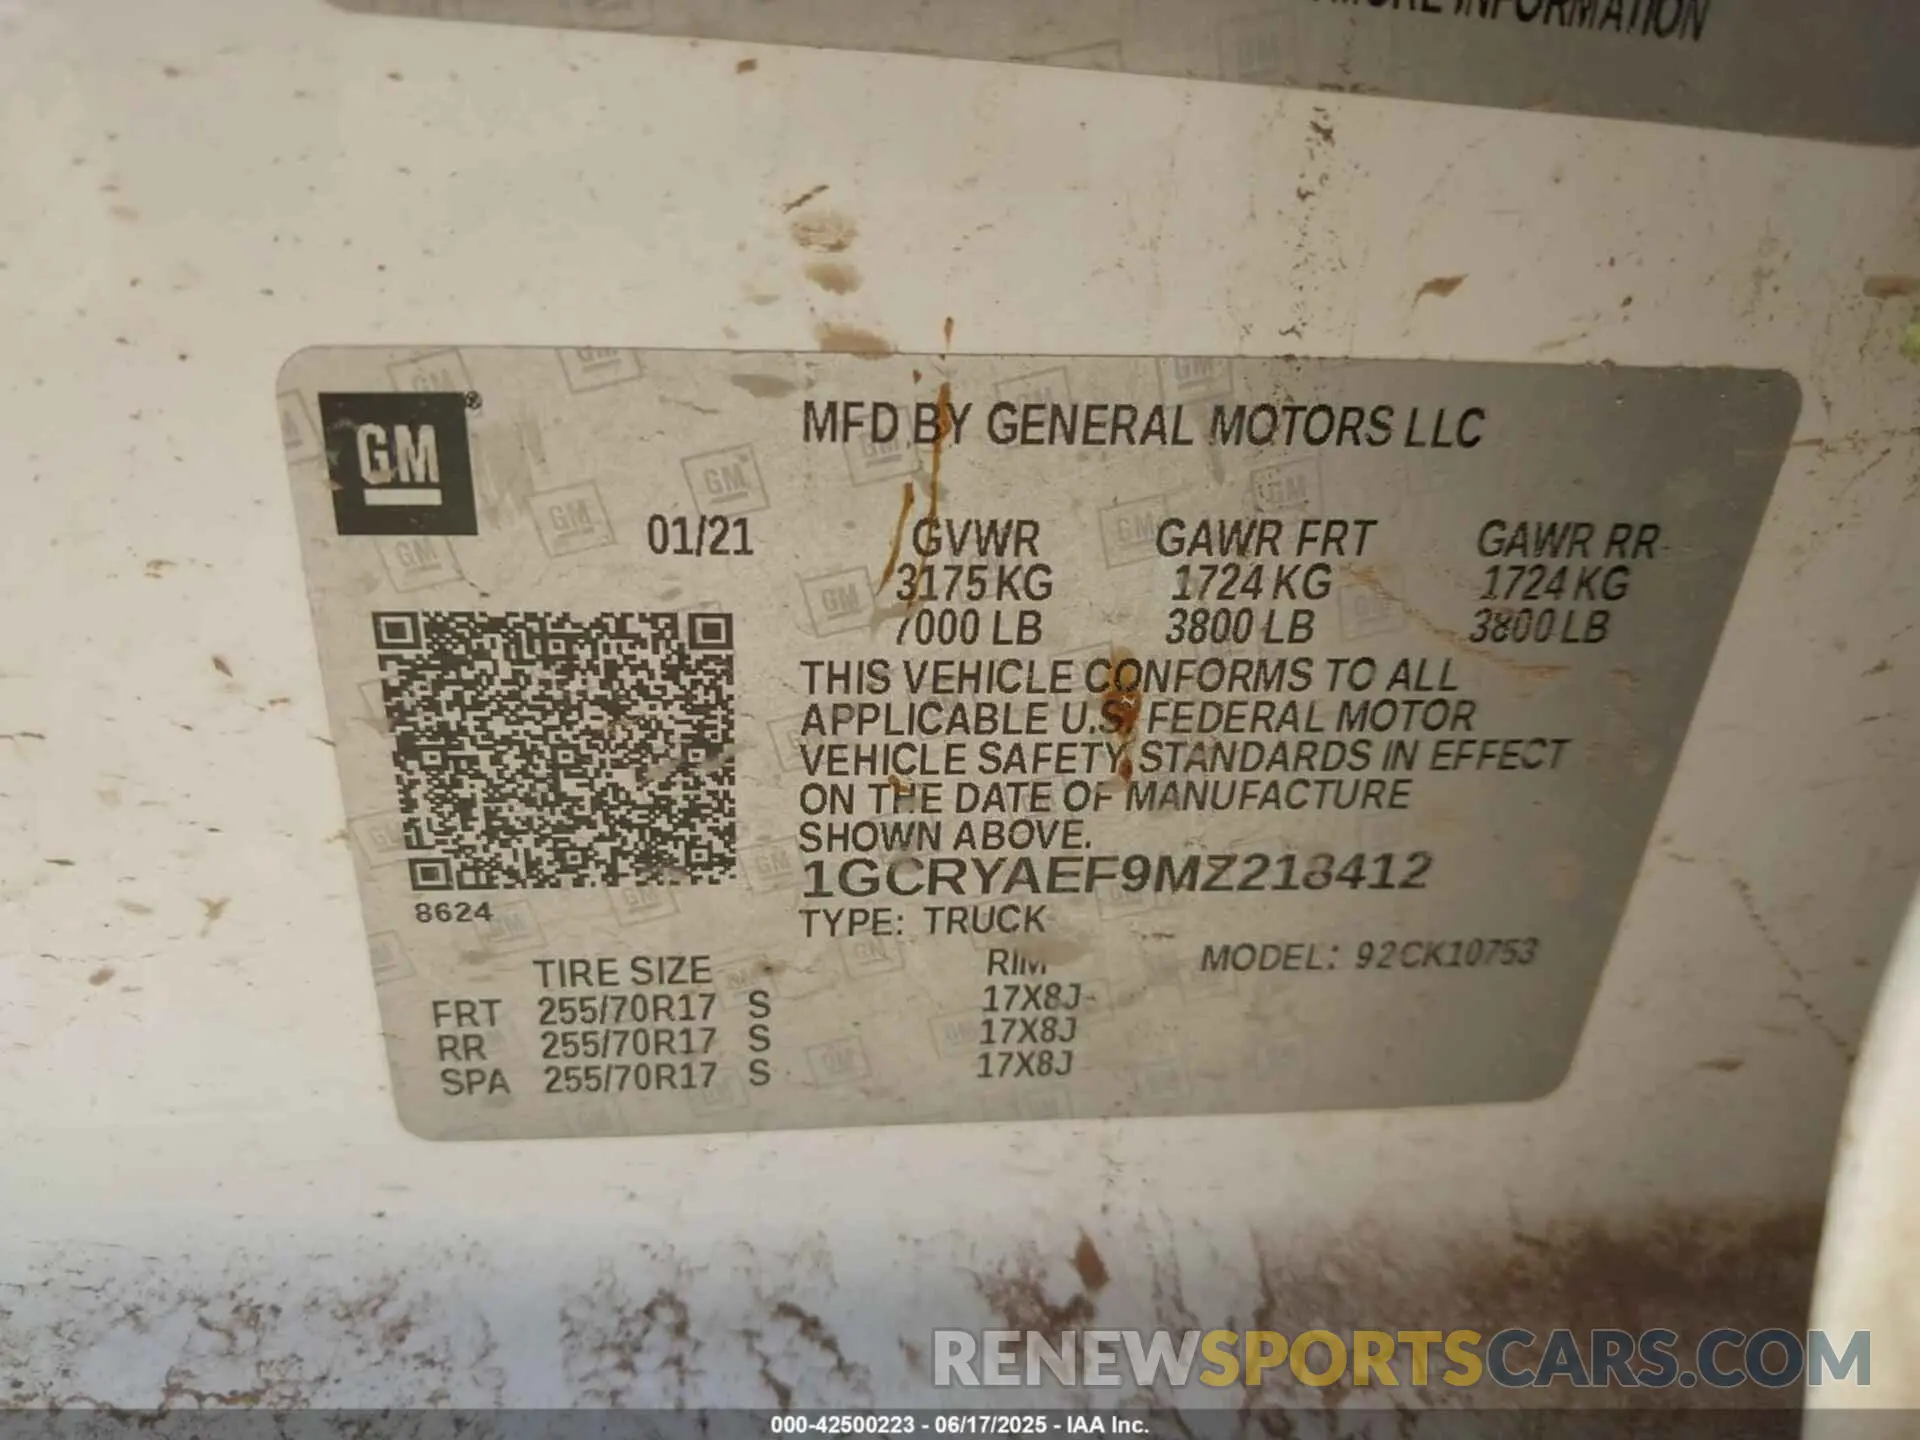 MORE INFORMATION
GM®
MFD BY GENERAL MOTORS LLC
01/21 GVWR GAWR FRT GAWR RR
3175 KG 1724 KG 1724 KG
7000 LB 3800 LB 3800 LB
THIS VEHICLE CONFORMS TO ALL
APPLICABLE U.S. FEDERAL MOTOR
VEHICLE SAFETY STANDARDS IN EFFECT
ON THE DATE OF MANUFACTURE
SHOWN ABOVE.
1GCRYAEF9MZ218412
8624
TYPE: TRUCK
MODEL: 92CK10753
TIRE SIZE RIM
FRT 255/70R17 S 17X8J
RR 255/70R17 S 17X8J
SPA 255/70R17 S 17X8J
RENEWSPORTSCARS.COM
000-42500223 - 06/17/2025 - IAA Inc.